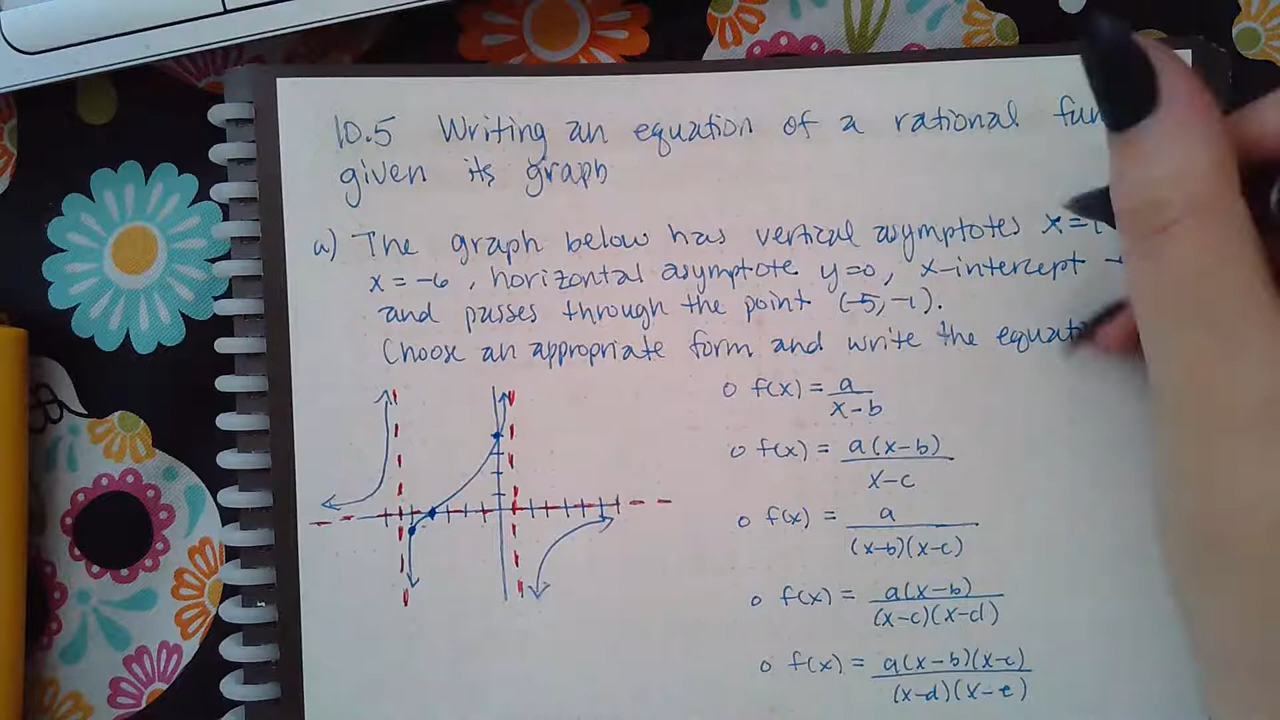 10.5 Writing an equation of a rational
given its graph
a) The graph below has vertical asymptotes x=
x = -6, horizontal asymptote y=0, x-intercept
and passes through the point (-5,-1).
Choose an appropriate form and write the
o f(x) = a / x-b
o f(x) = a(x-b) / x-c
o f(x) = a / (x-b)(x-c)
o f(x) = a(x-b) / (x-c)(x-d)
o f(x) = a(x-b)(x-c) / (x-d)(x-e)